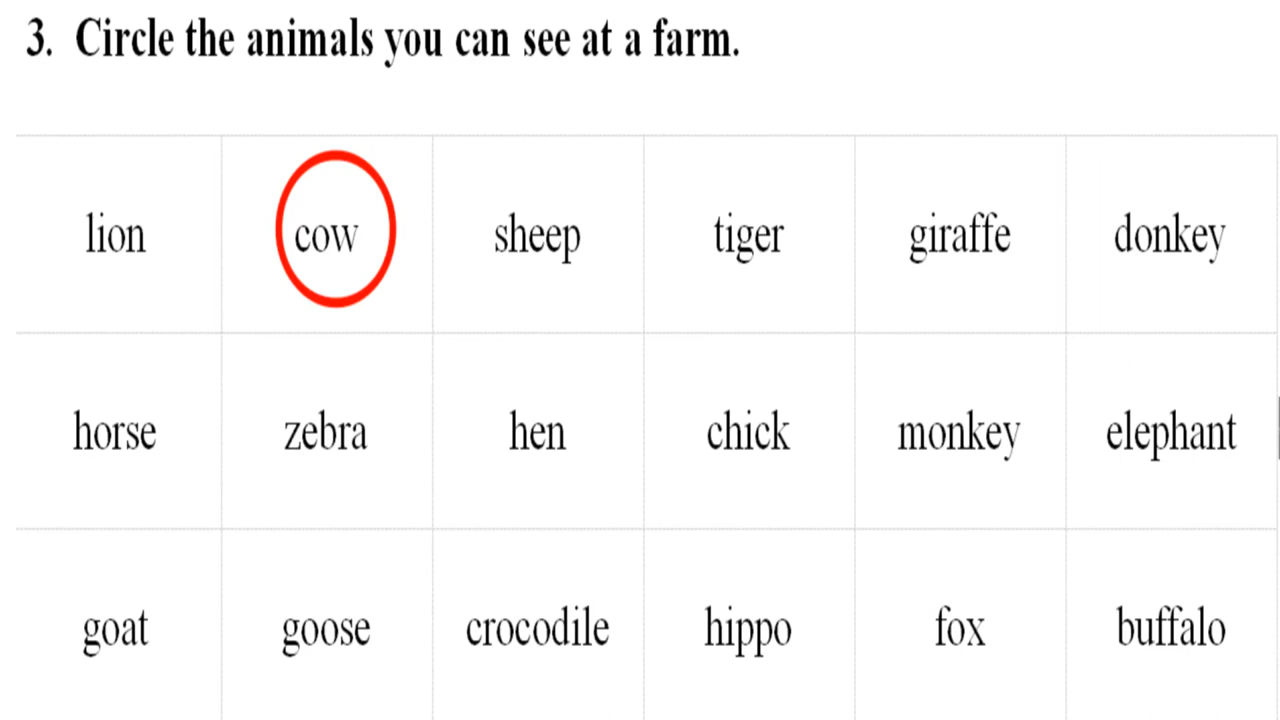 3. Circle the animals you can see at a farm.
lion cow sheep tiger giraffe donkey
horse zebra hen chick monkey elephant
goat goose crocodile hippo fox buffalo